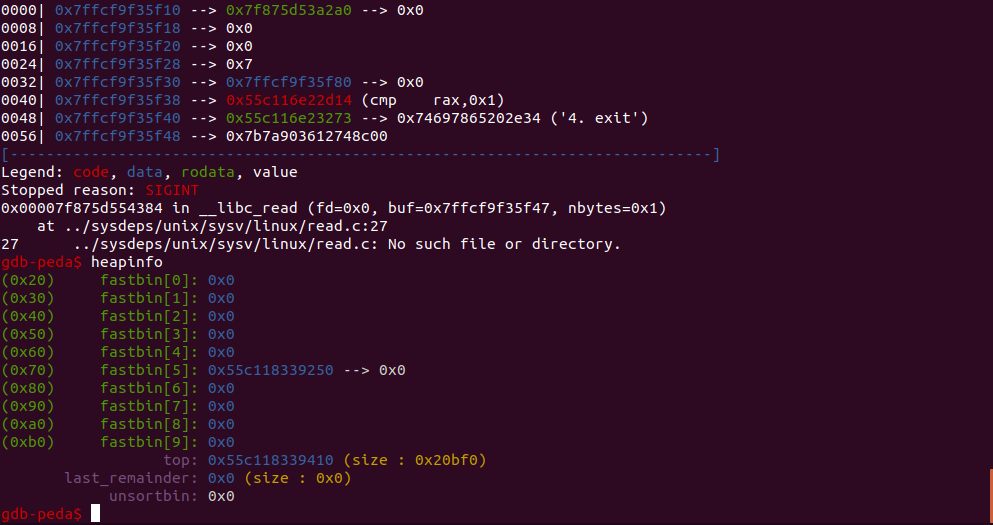 0000| 0x7ffcf9f35f10 --> 0x7f875d53a2a0 --> 0x0
0008| 0x7ffcf9f35f18 --> 0x0
0016| 0x7ffcf9f35f20 --> 0x0
0024| 0x7ffcf9f35f28 --> 0x7
0032| 0x7ffcf9f35f30 --> 0x7ffcf9f35f80 --> 0x0
0040| 0x7ffcf9f35f38 --> 0x55c116e22d14 (cmp    rax,0x1)
0048| 0x7ffcf9f35f40 --> 0x55c116e23273 --> 0x74697865202e34 ('4. exit')
0056| 0x7ffcf9f35f48 --> 0x7b7a903612748c00
[------------------------------------------------------------------------------]
Legend: code, data, rodata, value
Stopped reason: SIGINT
0x00007f875d554384 in __libc_read (fd=0x0, buf=0x7ffcf9f35f47, nbytes=0x1)
    at ../sysdeps/unix/sysv/linux/read.c:27
27      ../sysdeps/unix/sysv/linux/read.c: No such file or directory.
gdb-peda$ heapinfo
(0x20)     fastbin[0]: 0x0
(0x30)     fastbin[1]: 0x0
(0x40)     fastbin[2]: 0x0
(0x50)     fastbin[3]: 0x0
(0x60)     fastbin[4]: 0x0
(0x70)     fastbin[5]: 0x55c118339250 --> 0x0
(0x80)     fastbin[6]: 0x0
(0x90)     fastbin[7]: 0x0
(0xa0)     fastbin[8]: 0x0
(0xb0)     fastbin[9]: 0x0
                  top: 0x55c118339410 (size : 0x20bf0)
       last_remainder: 0x0 (size : 0x0)
            unsortbin: 0x0
gdb-peda$